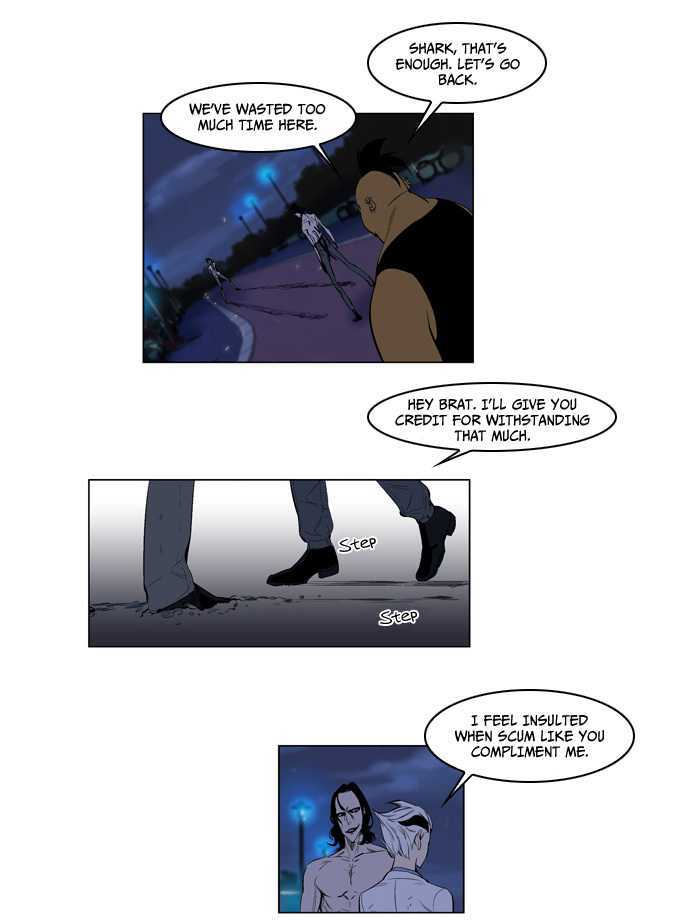 SHARK, THAT'S
ENOUGH. LET'S GO
BACK.
WE'VE WASTED TOO
MUCH TIME HERE.
HEY BRAT. I'LL GIVE YOU
CREDIT FOR WITHSTANDING
THAT MUCH.
Step
Step
I FEEL INSULTED
WHEN SCUM LIKE YOU
COMPLIMENT ME.